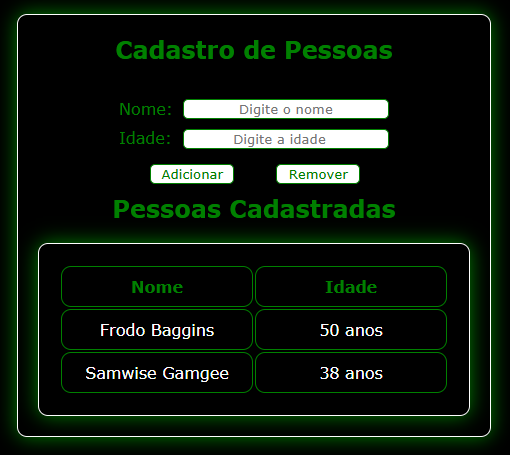 Cadastro de Pessoas
Nome: Digite o nome
Idade: Digite a idade
Adicionar Remover
Pessoas Cadastradas
Nome Idade
Frodo Baggins 50 anos
Samwise Gamgee 38 anos